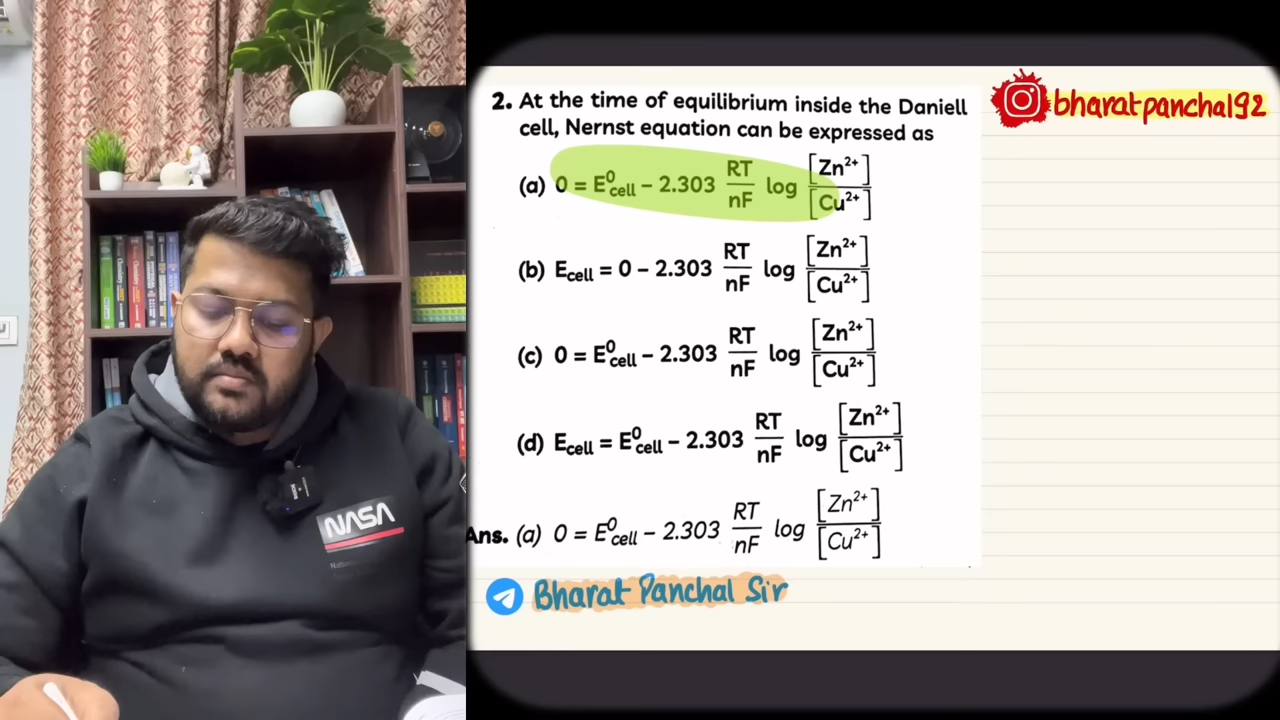 2. At the time of equilibrium inside the Daniell
cell, Nernst equation can be expressed as
(a) 0 = E⁰cell – 2.303 RT/nF log [Zn²⁺]/[Cu²⁺]
(b) Ecell = 0 – 2.303 RT/nF log [Zn²⁺]/[Cu²⁺]
(c) 0 = E⁰cell – 2.303 RT/nF log [Zn²⁺]/[Cu²⁺]
(d) Ecell = E⁰cell – 2.303 RT/nF log [Zn²⁺]/[Cu²⁺]
Ans. (a) 0 = E⁰cell – 2.303 RT/nF log [Zn²⁺]/[Cu²⁺]
Bharat Panchal Sir
bharatpanchal92
NASA